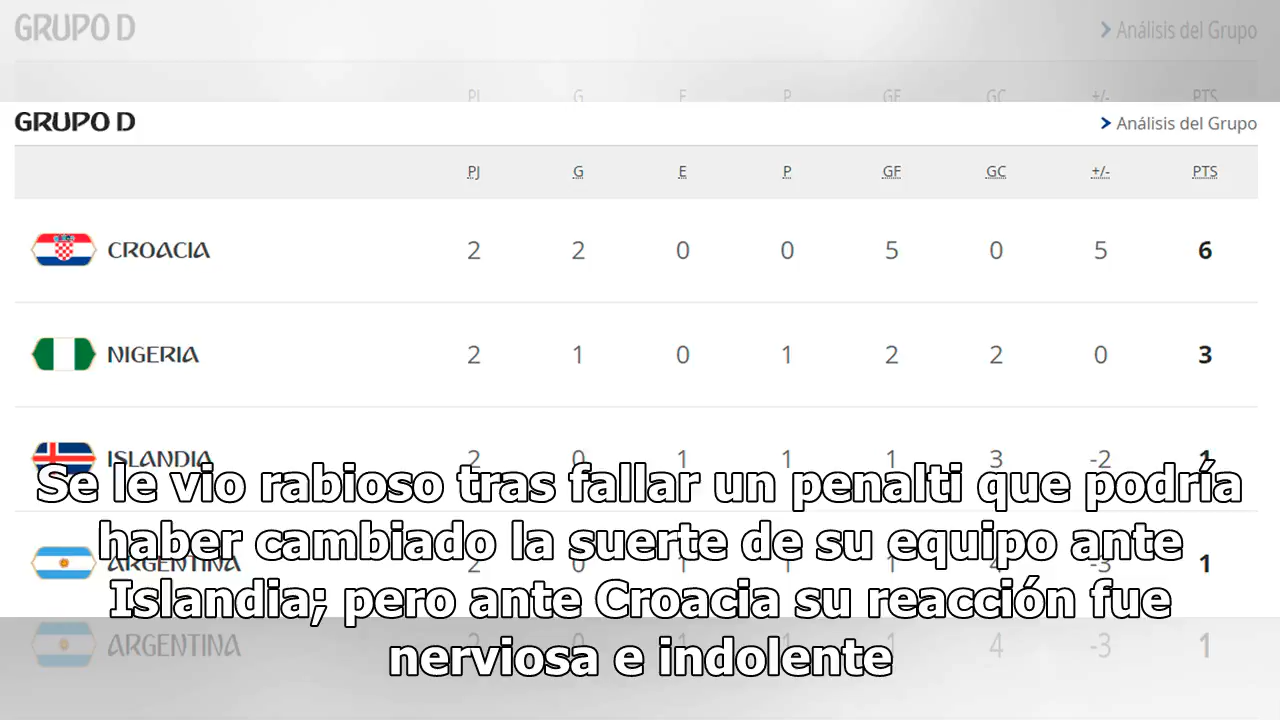 GRUPO D
Análisis del Grupo
PJ G E P GF GC +/- PTS
GRUPO D
Análisis del Grupo
PJ G E P GF GC +/- PTS
CROACIA 2 2 0 0 5 0 5 6
NIGERIA 2 1 0 1 2 2 0 3
ISLANDIA 2 0 1 1 1 3 -2 1
Se le vio rabioso tras fallar un penalti que podría
haber cambiado la suerte de su equipo ante
ARGENTINA 2 0 1 1 1 4 -3 1
Islandia; pero ante Croacia su reacción fue
ARGENTINA 2 0 1 1 1 4 -3 1
nerviosa e indolente